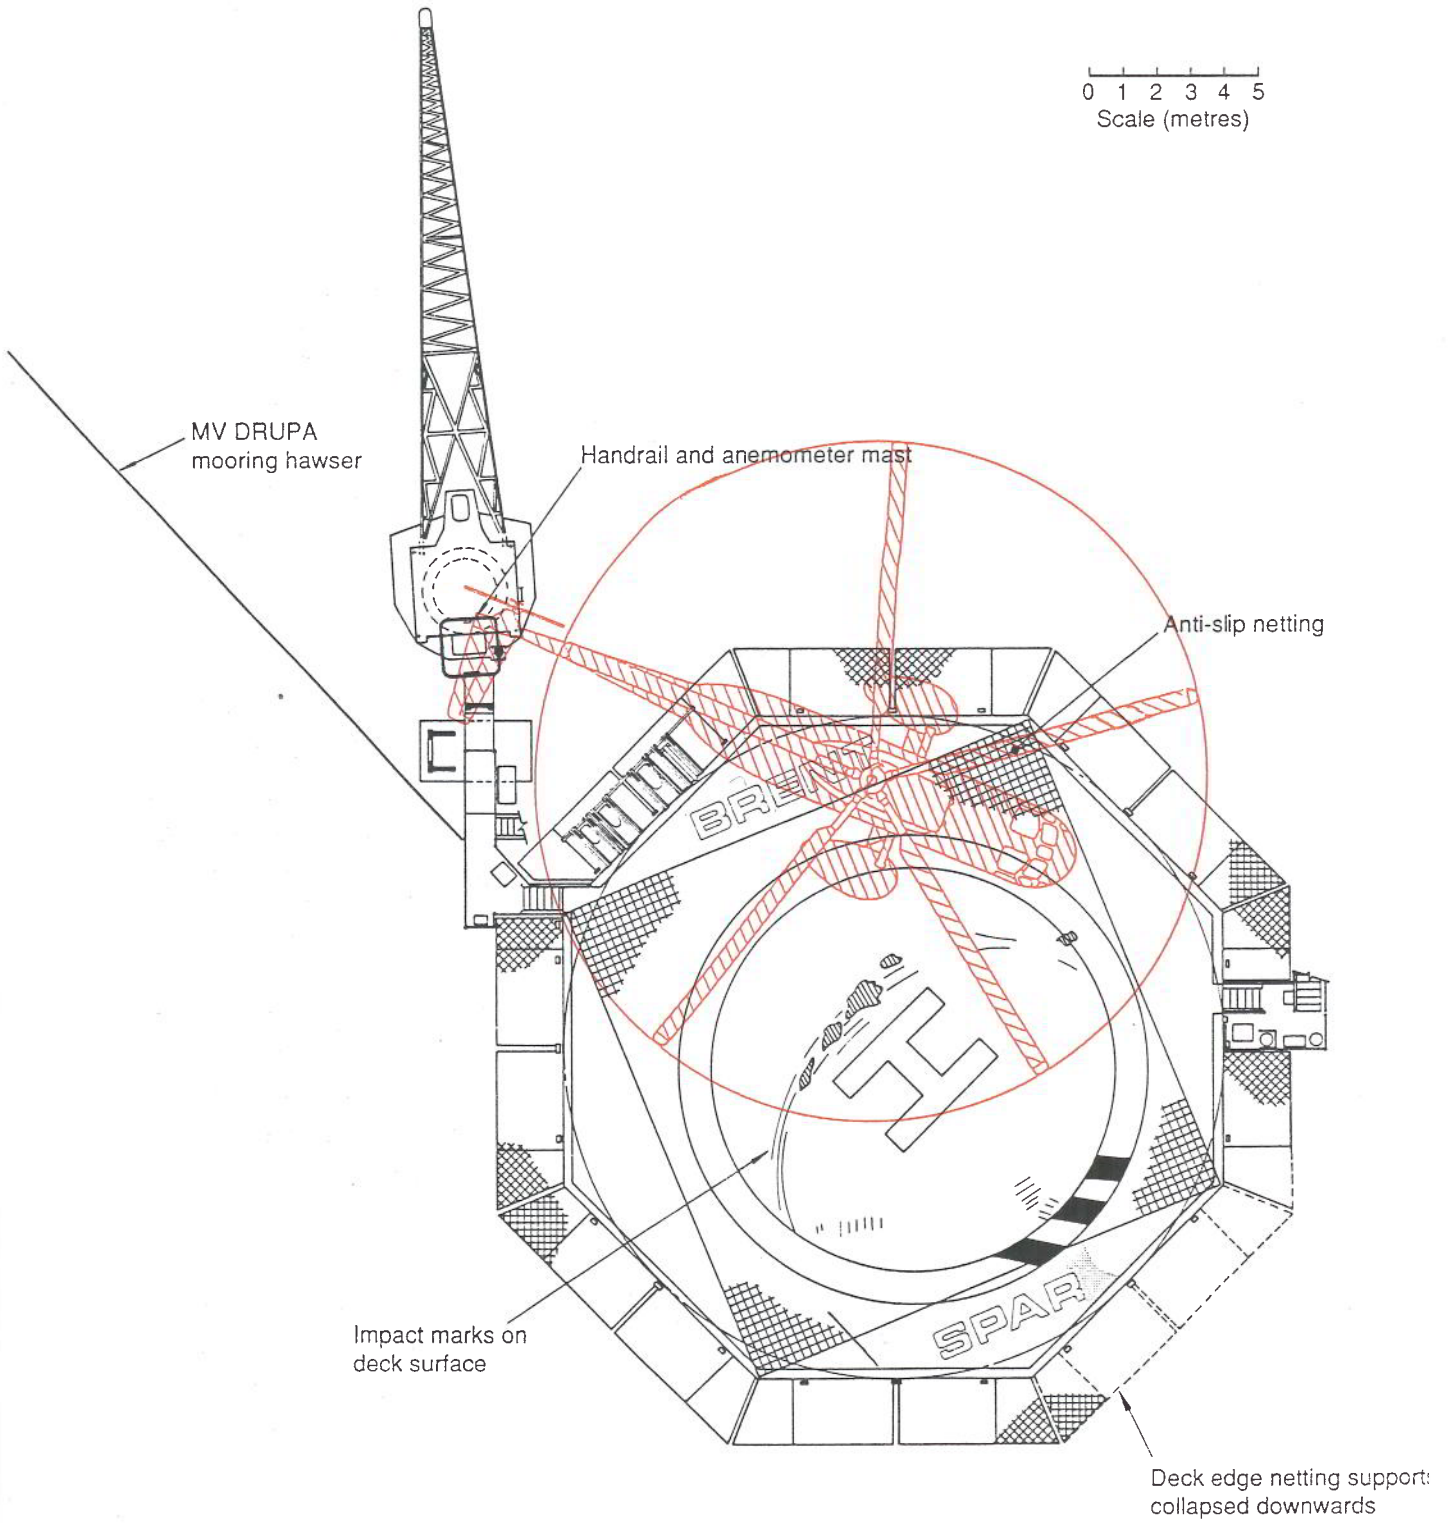 0 1 2 3 4 5
Scale (metres)
MV DRUPA
mooring hawser
Handrail and anemometer mast
Anti-slip netting
BRENT
H
SPAR
Impact marks on
deck surface
Deck edge netting supports
collapsed downwards